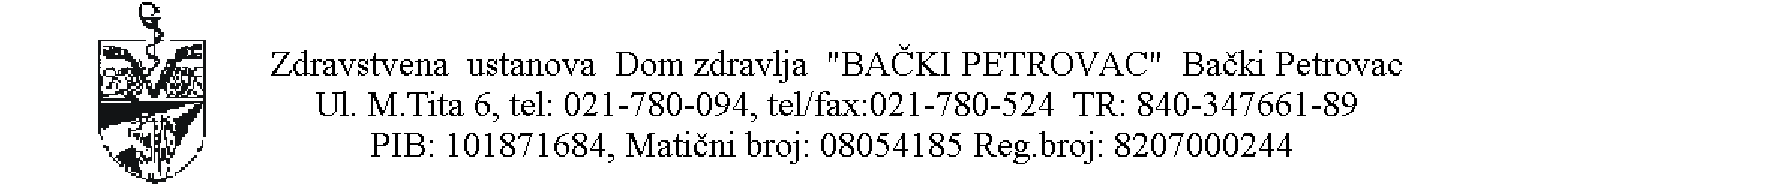 Zdravstvena ustanova Dom zdravlja "BAČKI PETROVAC" Bački Petrovac
Ul. M.Tita 6, tel: 021-780-094, tel/fax:021-780-524 TR: 840-347661-89
PIB: 101871684, Matični broj: 08054185 Reg.broj: 8207000244